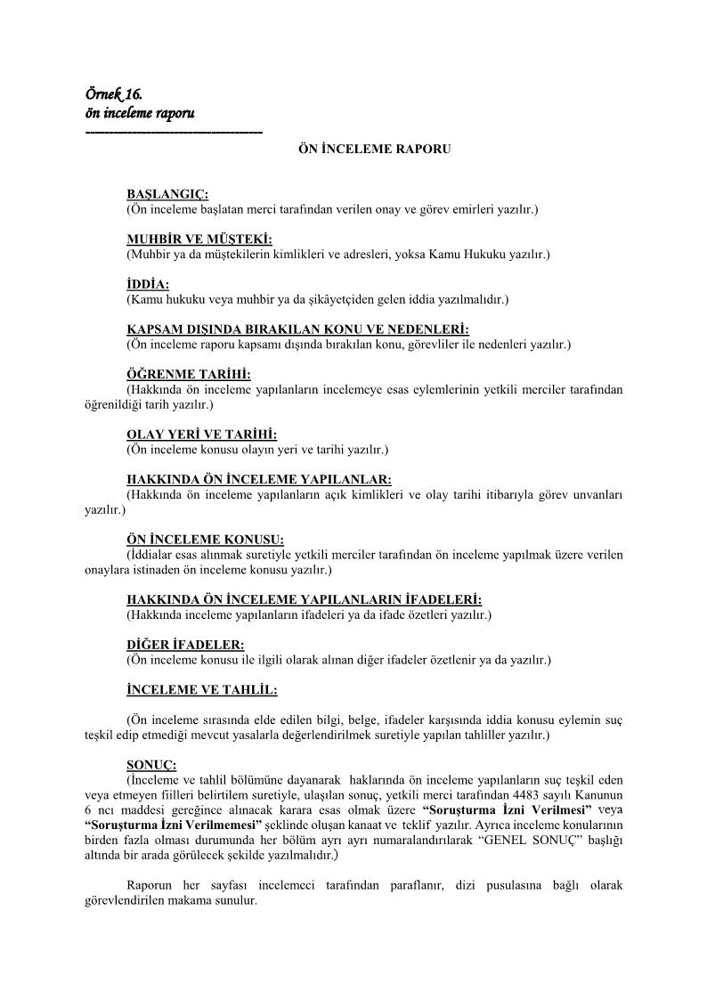 Örnek 16.
ön inceleme raporu
--------------------------------------
ÖN İNCELEME RAPORU
BAŞLANGIÇ:
(Ön inceleme başlatan merci tarafından verilen onay ve görev emirleri yazılır.)
MUHBİR VE MÜŞTEKİ:
(Muhbir ya da müştekilerin kimlikleri ve adresleri, yoksa Kamu Hukuku yazılır.)
İDDİA:
(Kamu hukuku veya muhbir ya da şikâyetçiden gelen iddia yazılmalıdır.)
KAPSAM DIŞINDA BIRAKILAN KONU VE NEDENLERİ:
(Ön inceleme raporu kapsamı dışında bırakılan konu, görevliler ile nedenleri yazılır.)
ÖĞRENME TARİHİ:
(Hakkında ön inceleme yapılanların incelemeye esas eylemlerinin yetkili merciler tarafından
öğrenildiği tarih yazılır.)
OLAY YERİ VE TARİHİ:
(Ön inceleme konusu olayın yeri ve tarihi yazılır.)
HAKKINDA ÖN İNCELEME YAPILANLAR:
(Hakkında ön inceleme yapılanların açık kimlikleri ve olay tarihi itibarıyla görev unvanları
yazılır.)
ÖN İNCELEME KONUSU:
(İddialar esas alınmak suretiyle yetkili merciler tarafından ön inceleme yapılmak üzere verilen
onaylara istinaden ön inceleme konusu yazılır.)
HAKKINDA ÖN İNCELEME YAPILANLARIN İFADELERİ:
(Hakkında inceleme yapılanların ifadeleri ya da ifade özetleri yazılır.)
DİĞER İFADELER:
(Ön inceleme konusu ile ilgili olarak alınan diğer ifadeler özetlenir ya da yazılır.)
İNCELEME VE TAHLİL:
(Ön inceleme sırasında elde edilen bilgi, belge, ifadeler karşısında iddia konusu eylemin suç
teşkil edip etmediği mevcut yasalarla değerlendirilmek suretiyle yapılan tahliller yazılır.)
SONUÇ:
(İnceleme ve tahlil bölümüne dayanarak haklarında ön inceleme yapılanların suç teşkil eden
veya etmeyen fiilleri belirtilem suretiyle, ulaşılan sonuç, yetkili merci tarafından 4483 sayılı Kanunun
6 ncı maddesi gereğince alınacak karara esas olmak üzere “Soruşturma İzni Verilmesi” veya
“Soruşturma İzni Verilmemesi” şeklinde oluşan kanaat ve teklif yazılır. Ayrıca inceleme konularının
birden fazla olması durumunda her bölüm ayrı ayrı numaralandırılarak “GENEL SONUÇ” başlığı
altında bir arada görülecek şekilde yazılmalıdır.)
Raporun her sayfası incelemeci tarafından paraflanır, dizi pusulasına bağlı olarak
görevlendirilen makama sunulur.